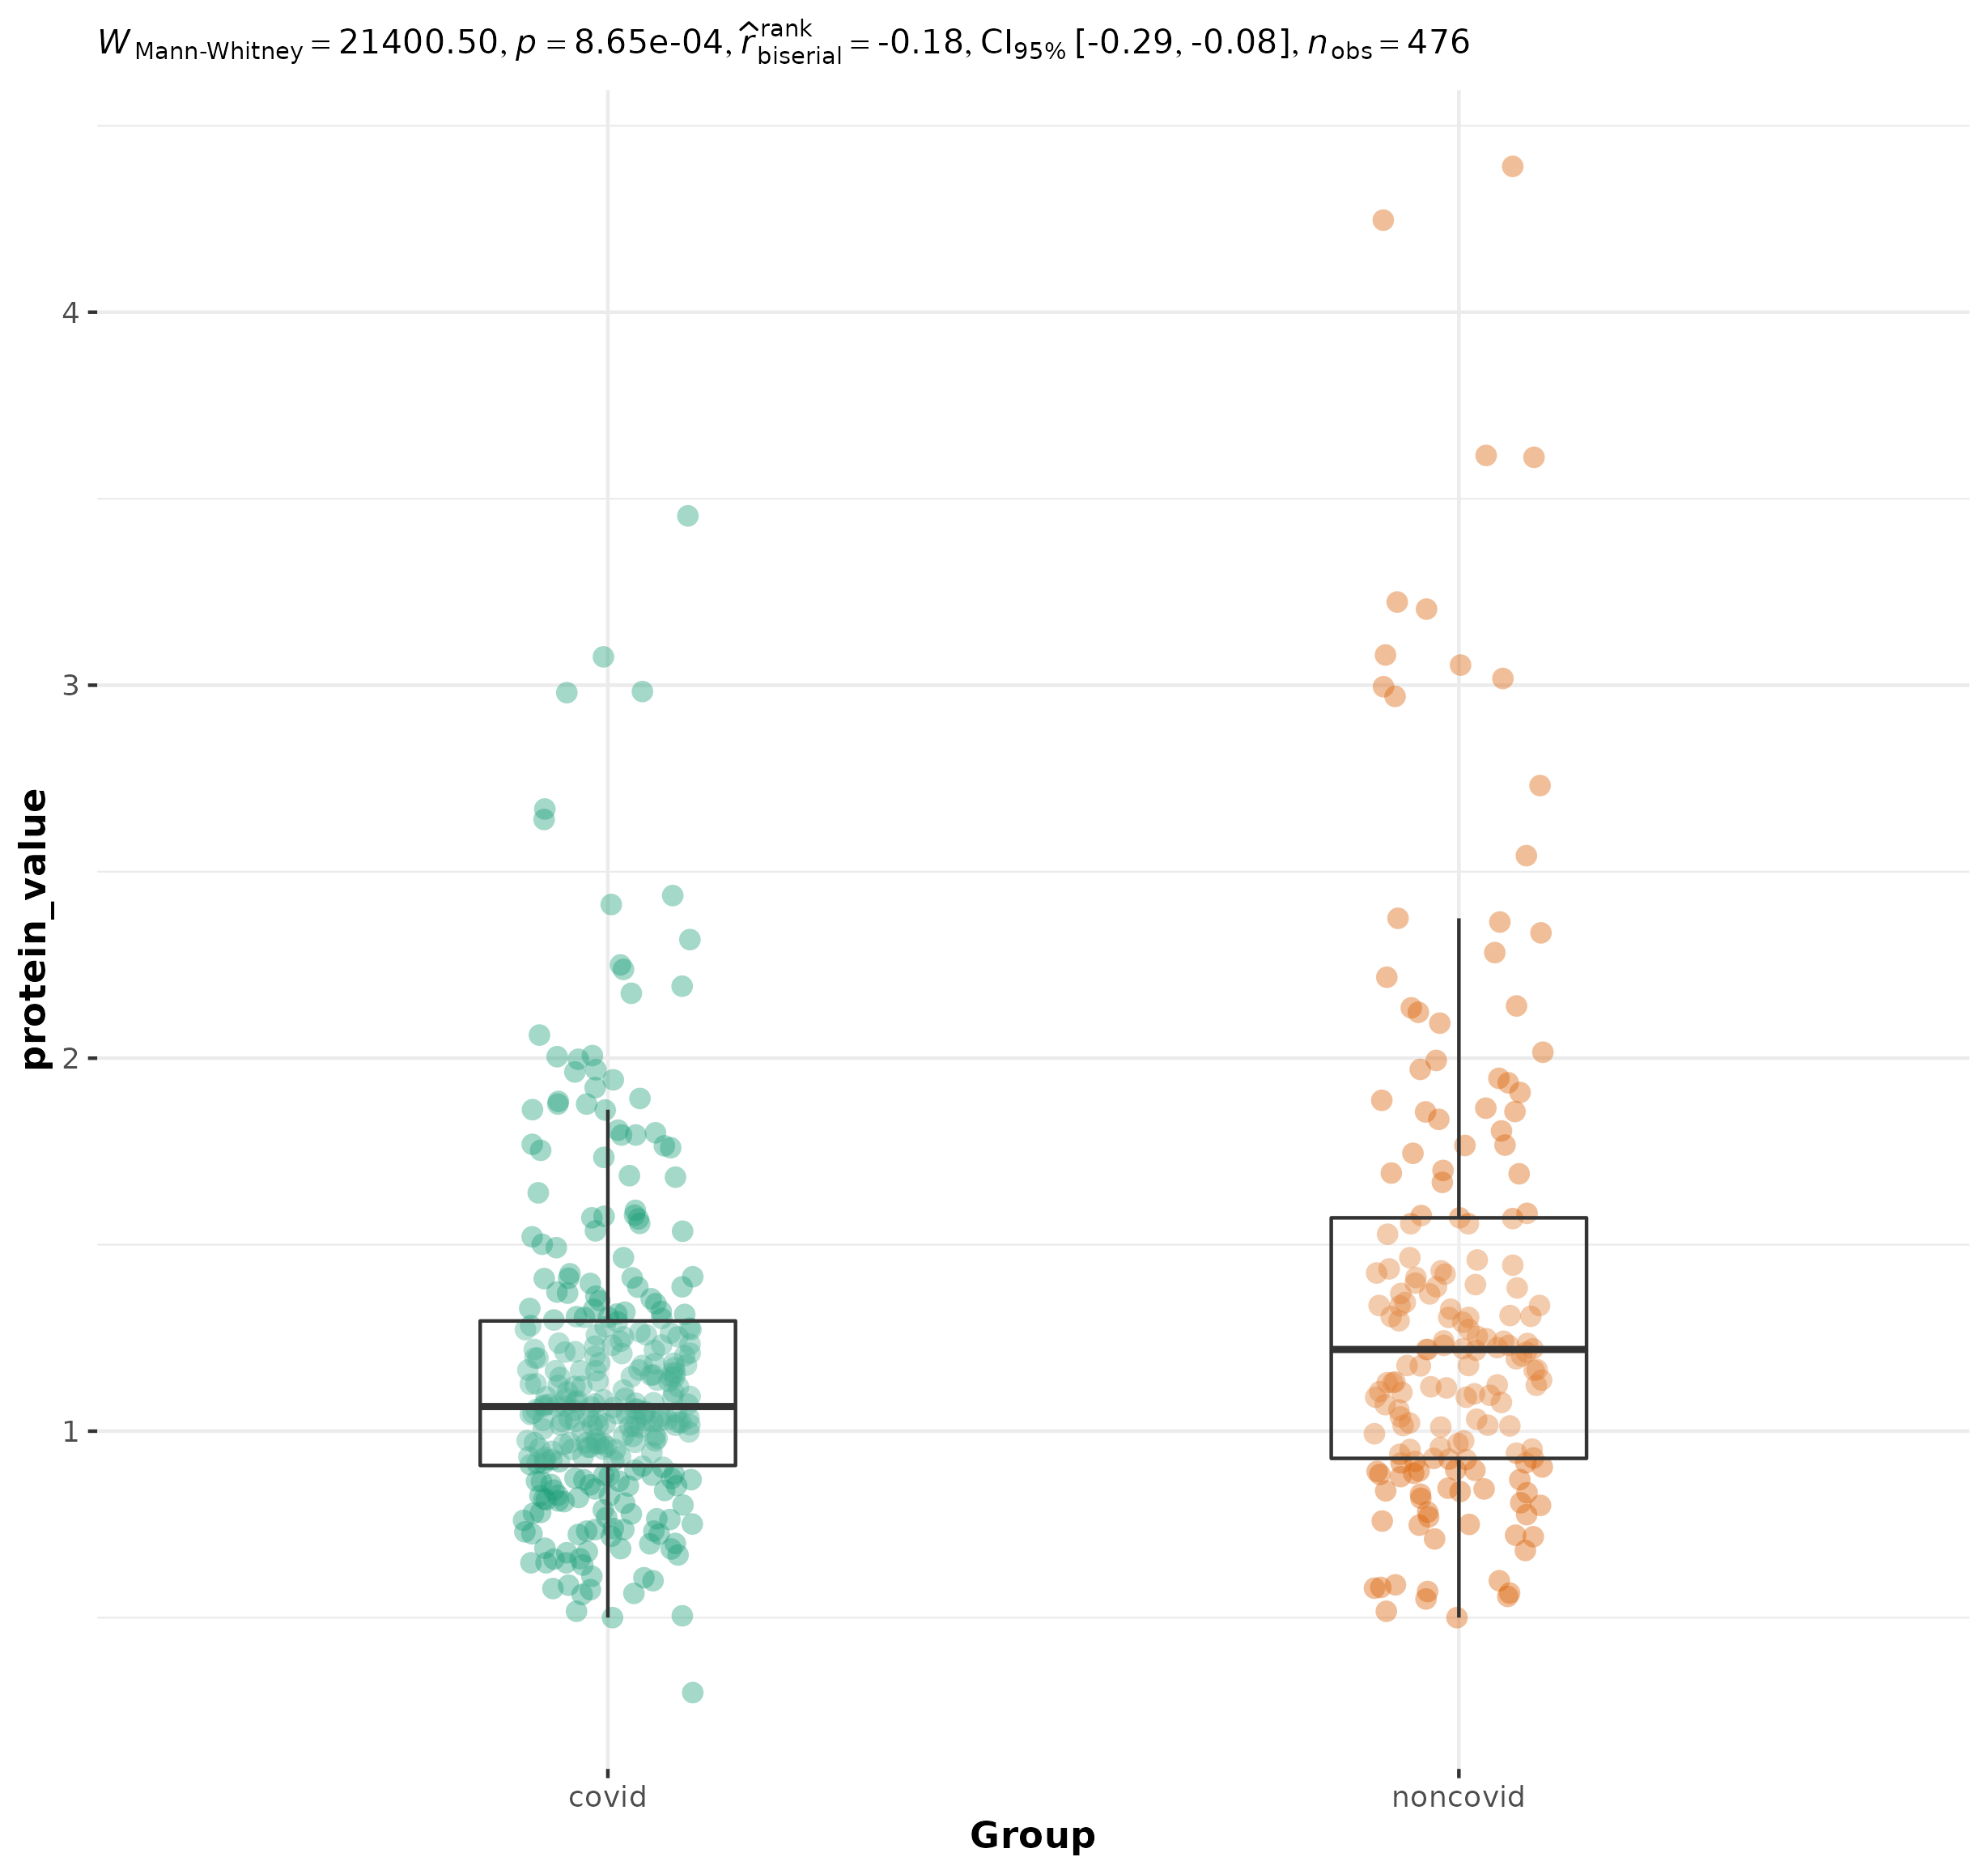 W Mann-Whitney = 21400.50, p = 8.65e-04, r̂ rank biserial = -0.18, CI95% [-0.29, -0.08], nobs = 476
protein_value
4
3
2
1
covid noncovid
Group